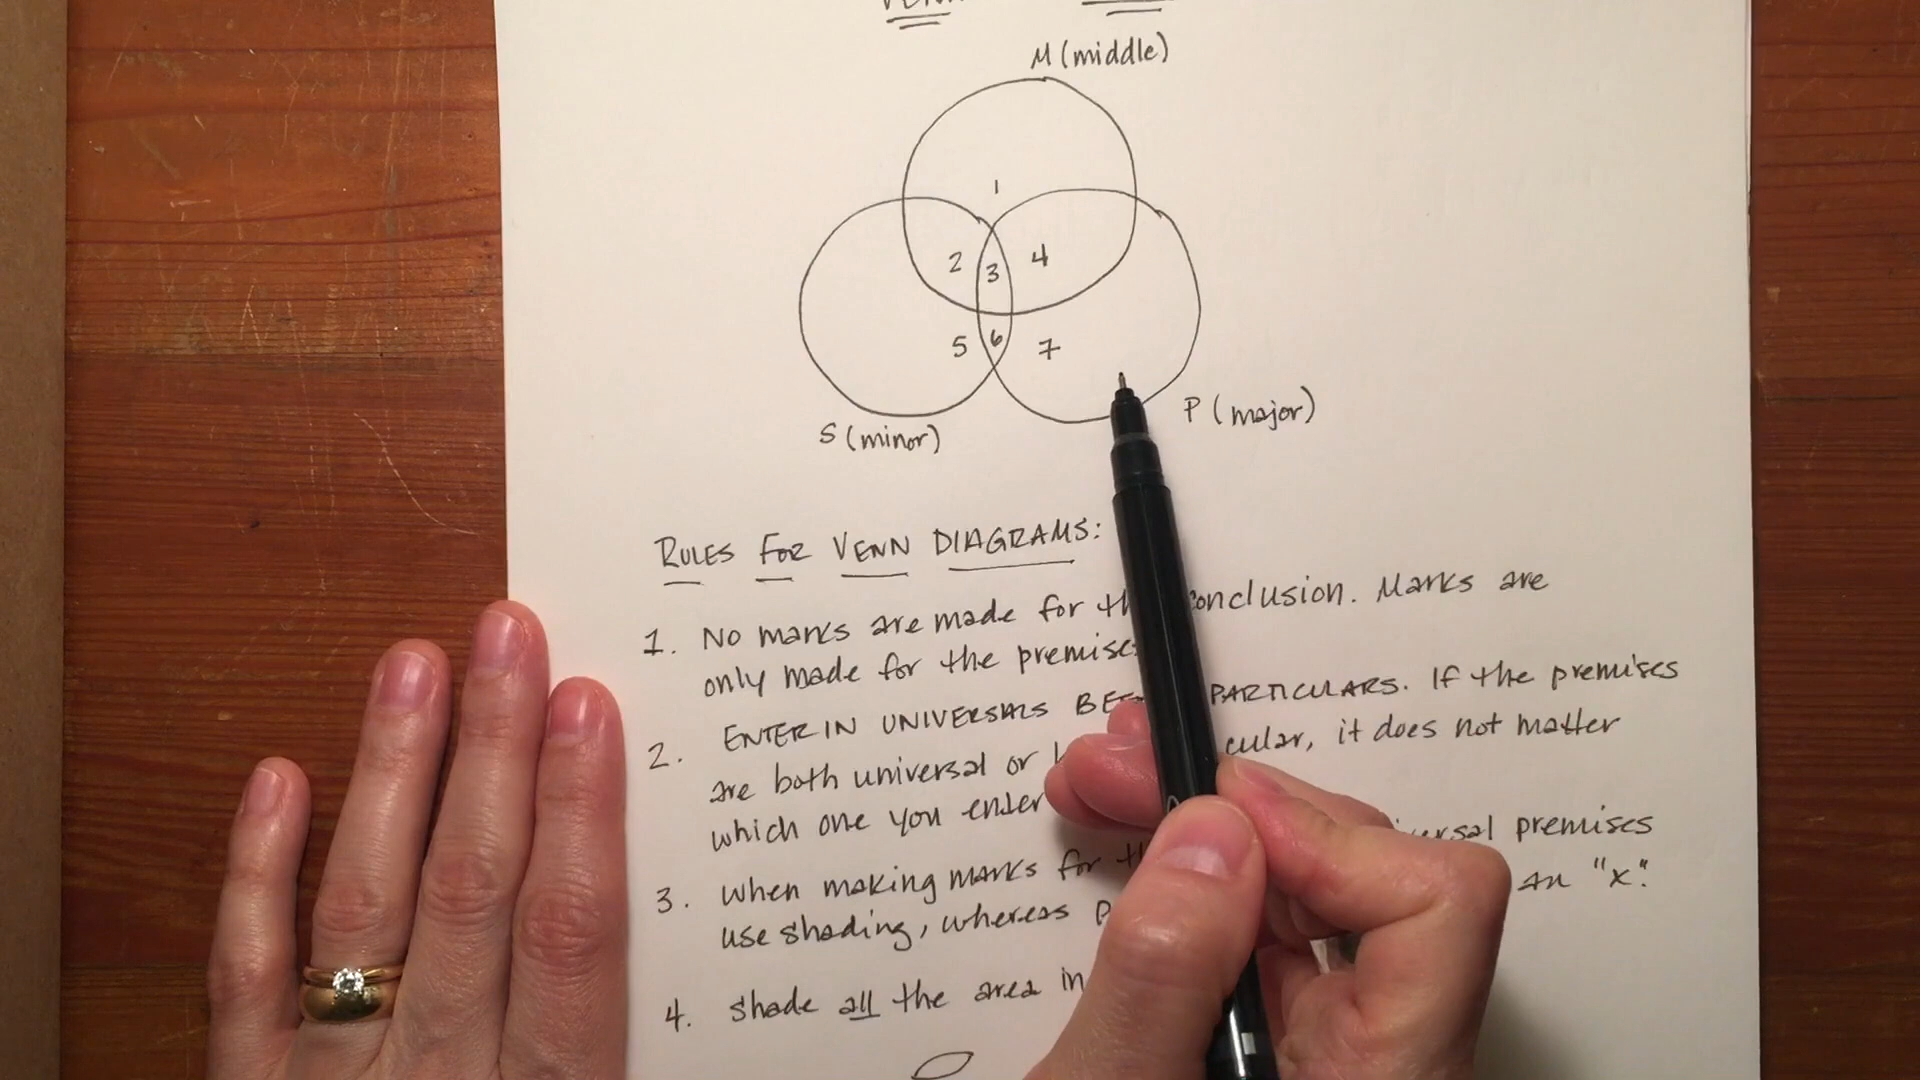 VENN
M (middle)
1
2 3 4
5 6 7
S (minor)
P (major)
RULES FOR VENN DIAGRAMS:
1. No marks are made for conclusion. Marks are
only made for the premises
2. ENTER IN UNIVERSALS PARTICULARS. If the premises
are both universal or it does not matter
which one you enter
3. When making marks for premises
use shading, whereas an "x".
4. Shade all the area in